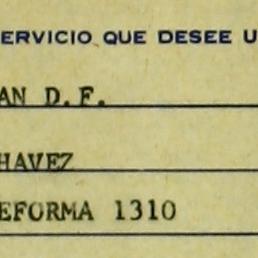 ERVICIO QUE DESEE U
AN D.F.
HAVEZ
EFORMA 1310